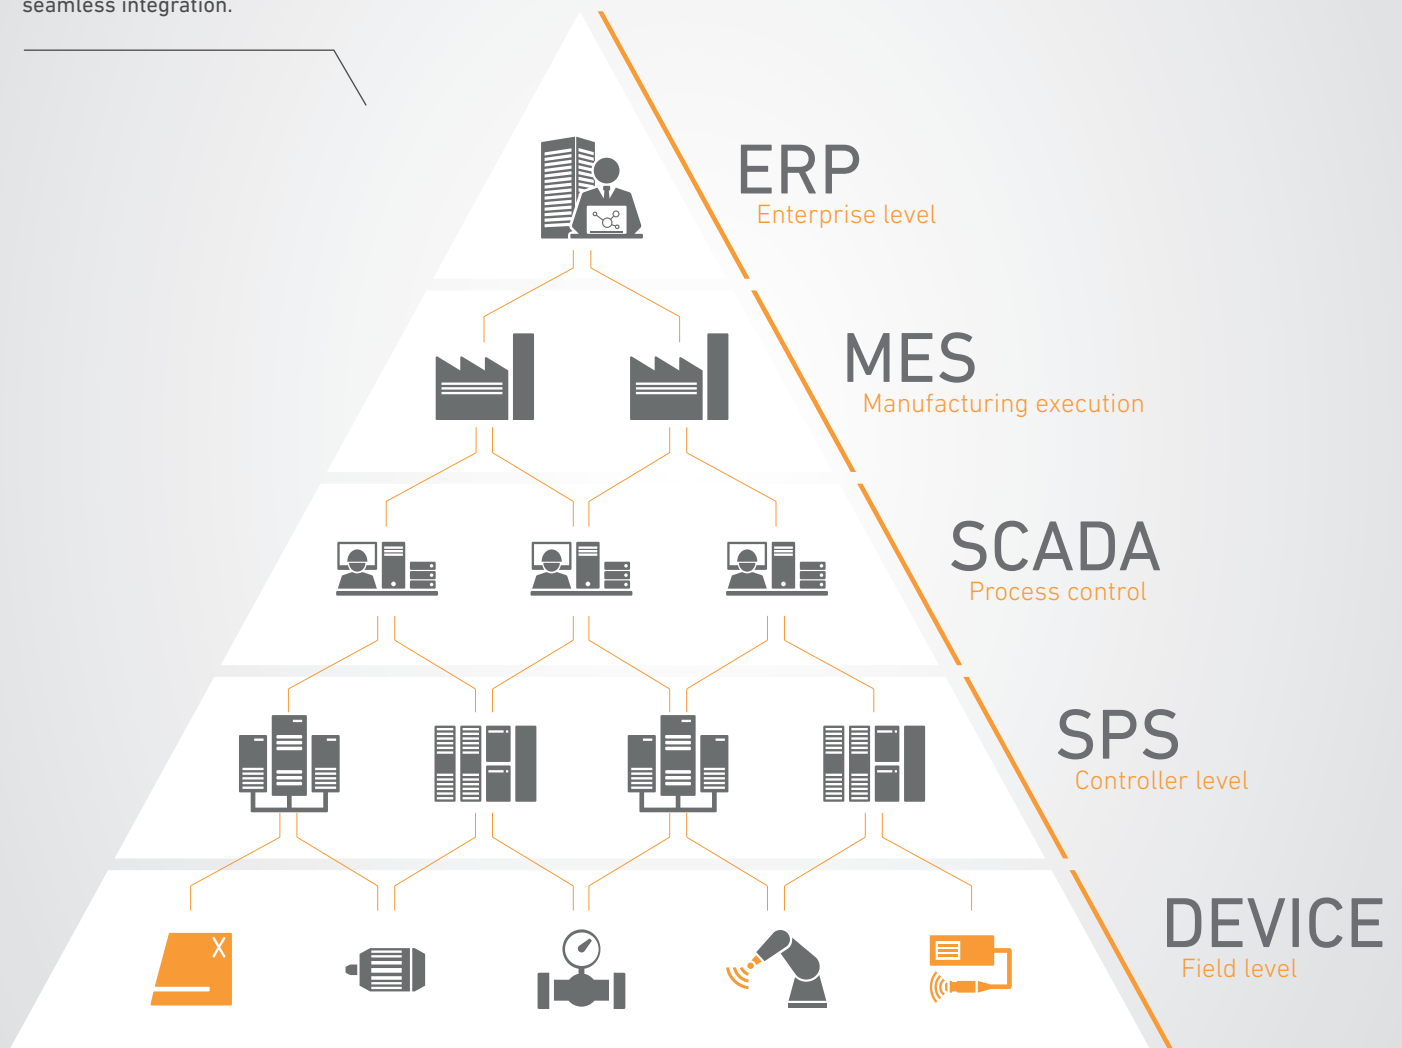 seamless integration.
ERP
Enterprise level
MES
Manufacturing execution
SCADA
Process control
SPS
Controller level
X
DEVICE
Field level